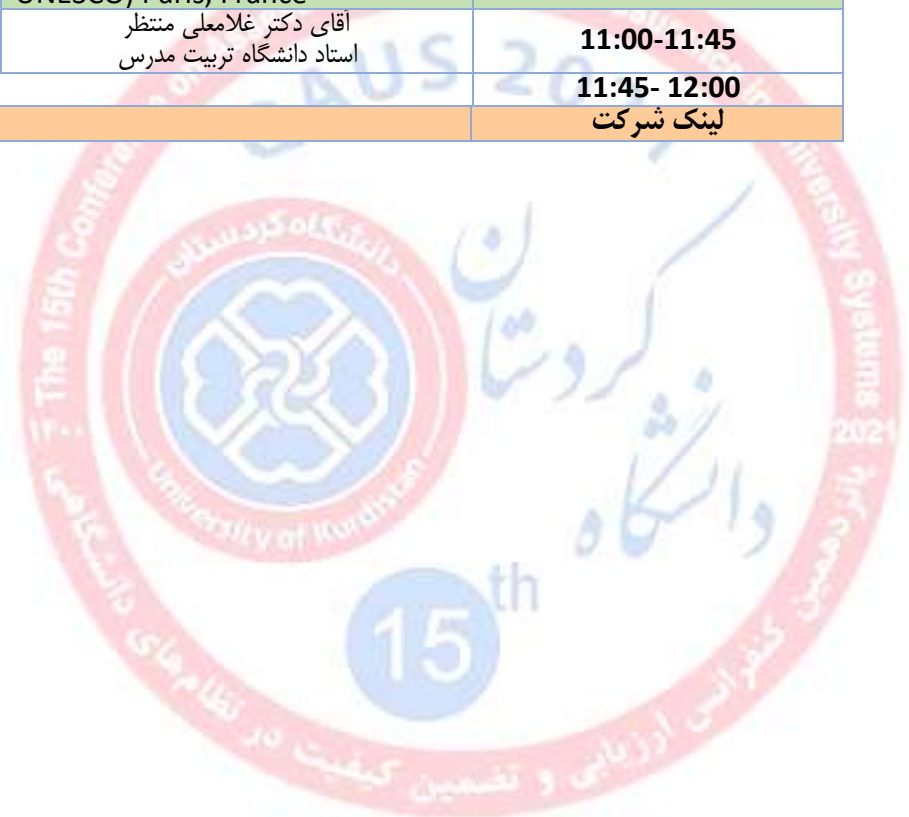 UNESCO, Paris, France
11:00-11:45
آقای دکتر غلامعلی منتظر
استاد دانشگاه تربیت مدرس
11:45- 12:00
لینک شرکت
2021
The 15th Conference on
University Systems
۱۴۰۰
دانشگاه کردستان
University of Kurdistan
دانشگاه
کردستان
15th
پانزدهمین کنفرانس ارزیابی و تضمین کیفیت در نظام‌های دانشگاهی